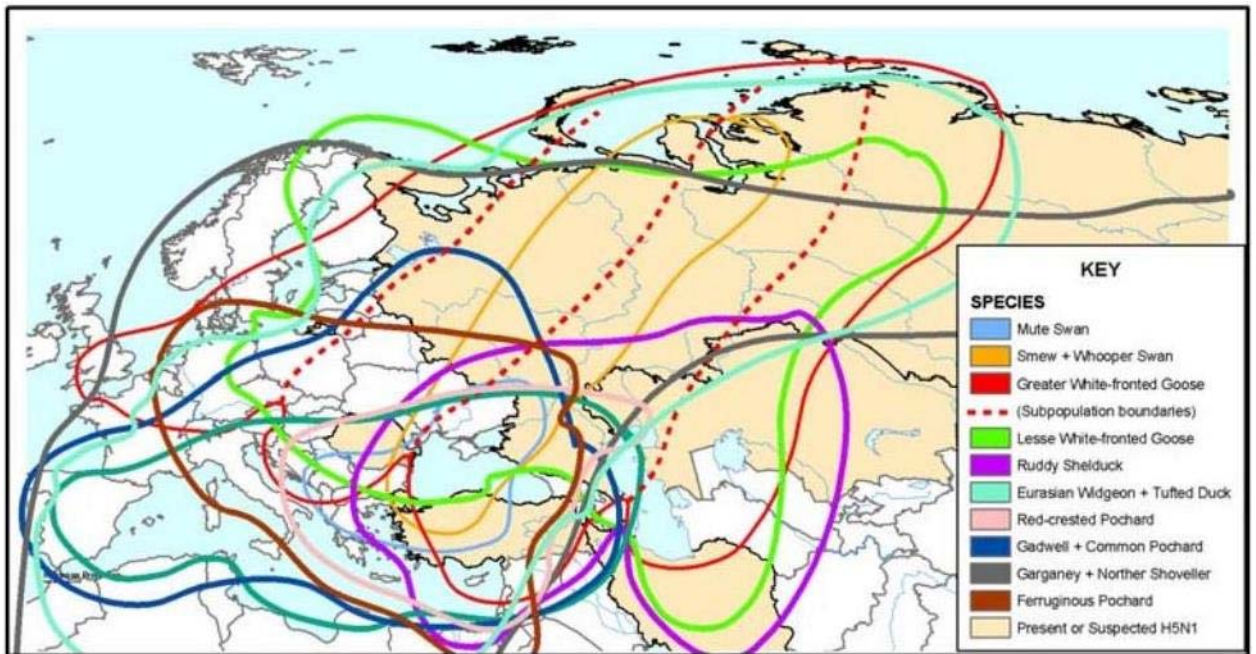 KEY
SPECIES
Mute Swan
Smew + Whooper Swan
Greater White-fronted Goose
(Subpopulation boundaries)
Lesse White-fronted Goose
Ruddy Shelduck
Eurasian Widgeon + Tufted Duck
Red-crested Pochard
Gadwell + Common Pochard
Garganey + Norther Shoveller
Ferruginous Pochard
Present or Suspected H5N1